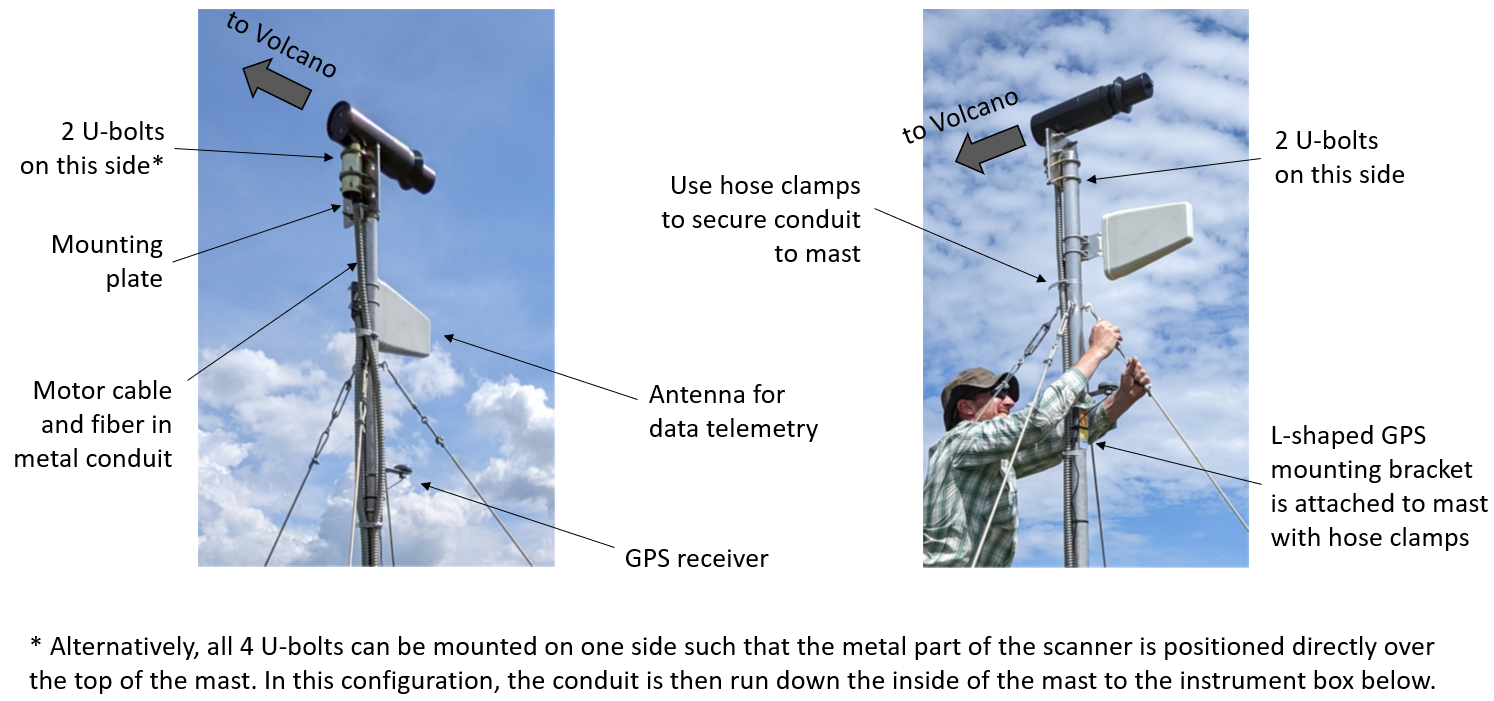 to Volcano
2 U-bolts
on this side*
Mounting
plate
Motor cable
and fiber in
metal conduit
Antenna for
data telemetry
GPS receiver
to Volcano
Use hose clamps
to secure conduit
to mast
2 U-bolts
on this side
L-shaped GPS
mounting bracket
is attached to mast
with hose clamps
* Alternatively, all 4 U-bolts can be mounted on one side such that the metal part of the scanner is positioned directly over
the top of the mast. In this configuration, the conduit is then run down the inside of the mast to the instrument box below.